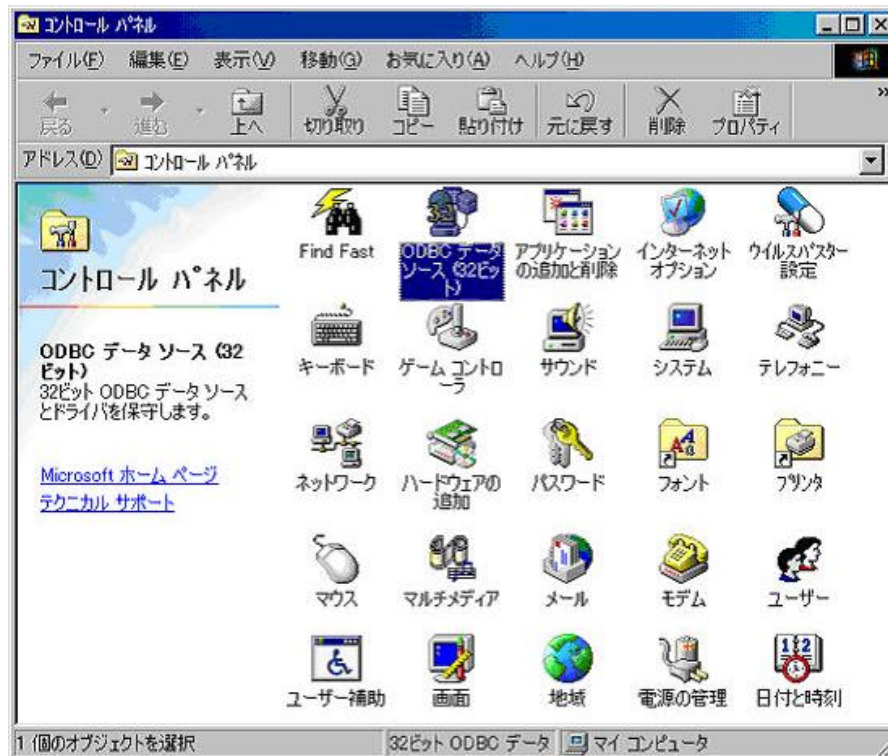 コントロール パネル
ファイル(F) 編集(E) 表示(V) 移動(G) お気に入り(A) ヘルプ(H)
戻る 進む 上へ 切り取り コピー 貼り付け 元に戻す 削除 プロパティ »
アドレス(D) コントロール パネル
コントロール パネル
ODBC データ ソース (32
ビット)
32ビット ODBC データ ソース
とドライバを保守します。
Microsoft ホーム ページ
テクニカル サポート
Find Fast
ODBC データ
ソース (32ビッ
ト)
アプリケーション
の追加と削除
インターネット
オプション
ウイルスバスター
設定
キーボード
ゲーム コントロ
ーラ
サウンド
システム
テレフォニー
ネットワーク
ハードウェアの
追加
パスワード
フォント
プリンタ
マウス
マルチメディア
メール
モデム
ユーザー
ユーザー補助
画面
地域
電源の管理
日付と時刻
1 個のオブジェクトを選択 32ビット ODBC データ マイ コンピュータ